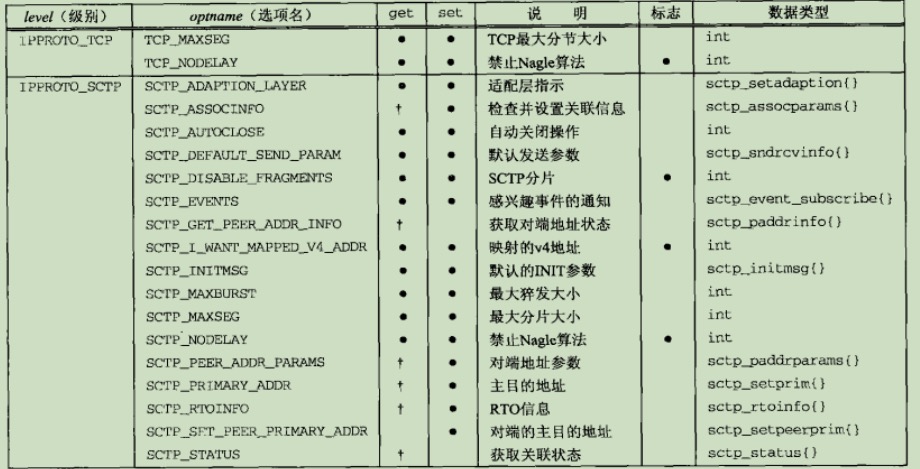 level（级别） optname（选项名） get set 说 明 标志 数据类型
IPPROTO_TCP TCP_MAXSEG • • TCP最大分节大小 int
TCP_NODELAY • • 禁止Nagle算法 • int
IPPROTO_SCTP SCTP_ADAPTION_LAYER • • 适配层指示 sctp_setadaption{}
SCTP_ASSOCINFO † • 检查并设置关联信息 sctp_assocparams{}
SCTP_AUTOCLOSE • • 自动关闭操作 int
SCTP_DEFAULT_SEND_PARAM • • 默认发送参数 sctp_sndrcvinfo{}
SCTP_DISABLE_FRAGMENTS • • SCTP分片 • int
SCTP_EVENTS • • 感兴趣事件的通知 sctp_event_subscribe{}
SCTP_GET_PEER_ADDR_INFO † 获取对端地址状态 sctp_paddrinfo{}
SCTP_I_WANT_MAPPED_V4_ADDR • • 映射的v4地址 • int
SCTP_INITMSG • • 默认的INIT参数 sctp_initmsg{}
SCTP_MAXBURST • • 最大猝发大小 int
SCTP_MAXSEG • • 最大分片大小 int
SCTP_NODELAY • • 禁止Nagle算法 • int
SCTP_PEER_ADDR_PARAMS † • 对端地址参数 sctp_paddrparams{}
SCTP_PRIMARY_ADDR † • 主目的地址 sctp_setprim{}
SCTP_RTOINFO † • RTO信息 sctp_rtoinfo{}
SCTP_SET_PEER_PRIMARY_ADDR • 对端的主目的地址 sctp_setpeerprim{}
SCTP_STATUS † 获取关联状态 sctp_status{}